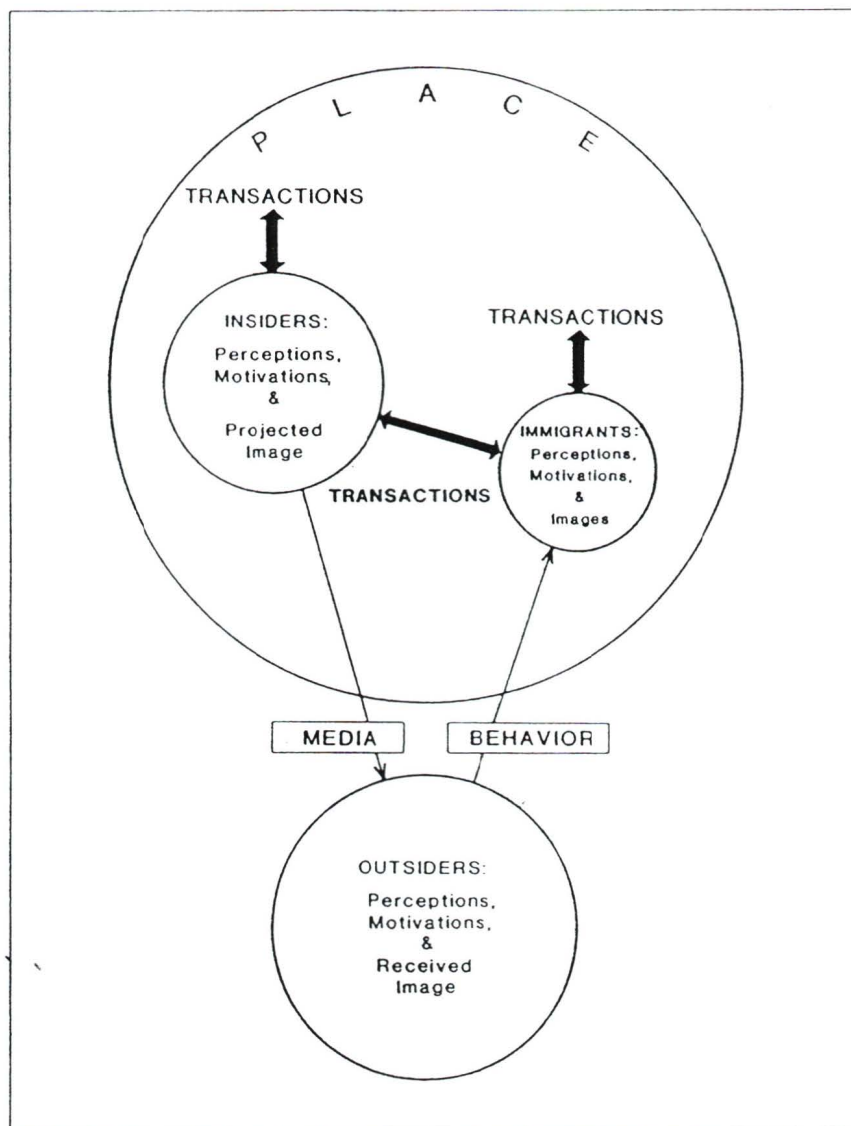 PLACE
TRANSACTIONS
INSIDERS:
Perceptions,
Motivations,
&
Projected
Image
TRANSACTIONS
IMMIGRANTS:
Perceptions,
Motivations,
&
Images
TRANSACTIONS
MEDIA
BEHAVIOR
OUTSIDERS:
Perceptions,
Motivations,
&
Received
Image